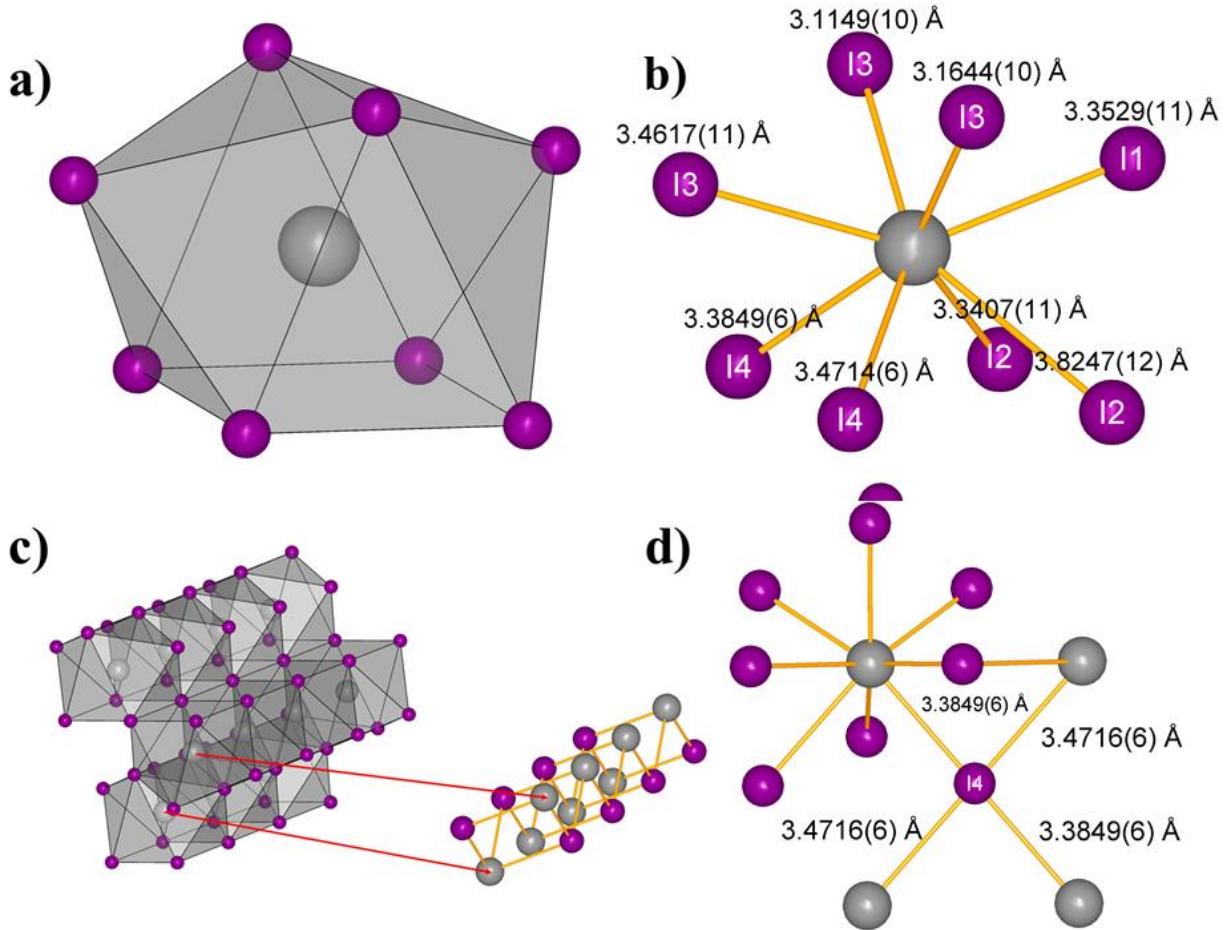 a)
b)
3.1149(10) Å
I3
3.1644(10) Å
I3
3.3529(11) Å
I1
3.4617(11) Å
I3
3.3849(6) Å
I4
3.4714(6) Å
I4
3.3407(11) Å
I2
3.8247(12) Å
I2
c)
d)
3.3849(6) Å
3.4716(6) Å
I4
3.4716(6) Å
3.3849(6) Å